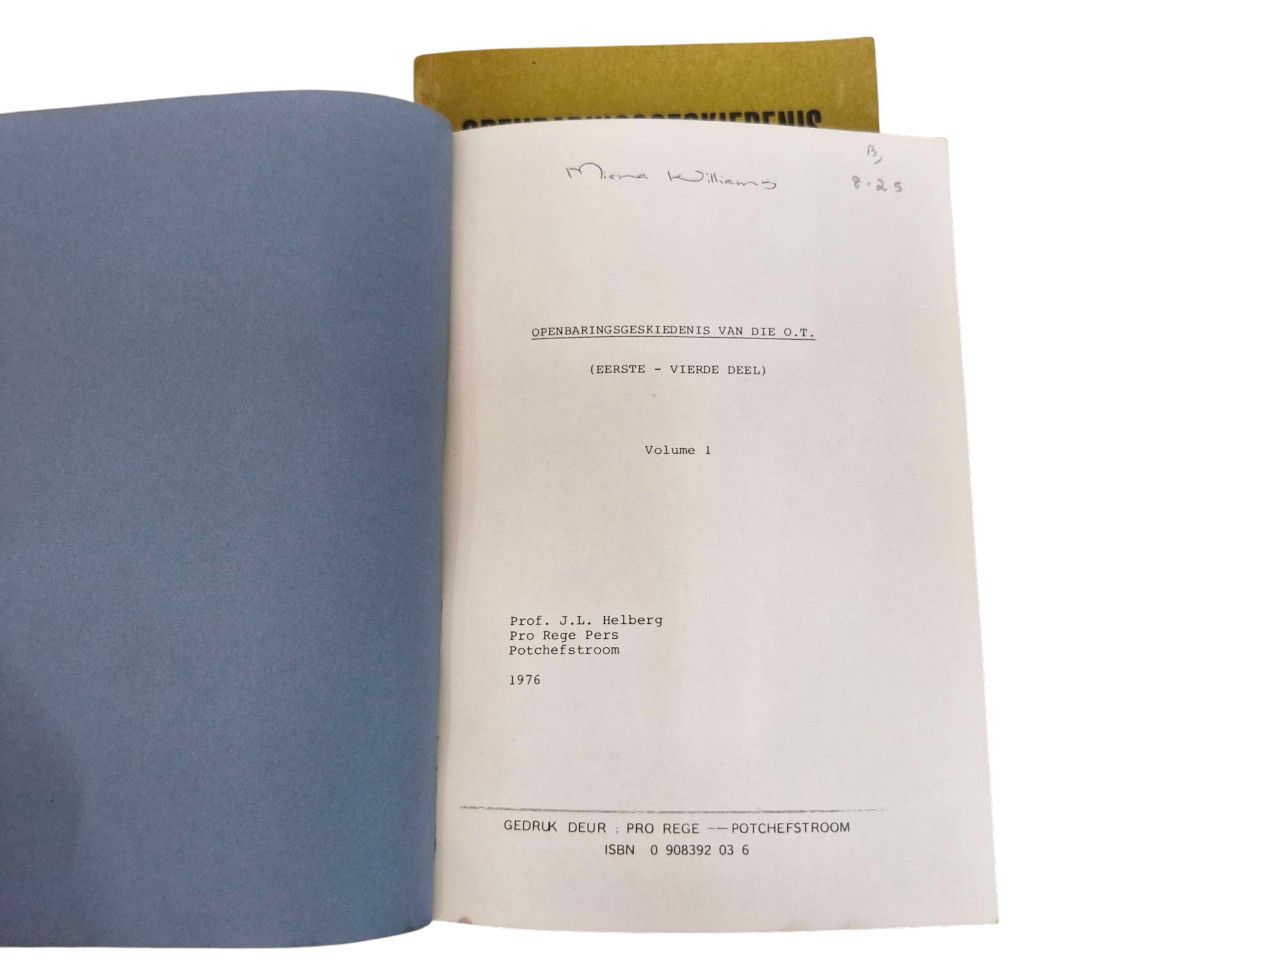 OPENBARINGSGESKIEDENIS
Miena Williams
B,
8.25
OPENBARINGSGESKIEDENIS VAN DIE O.T.
(EERSTE - VIERDE DEEL)
Volume 1
Prof. J.L. Helberg
Pro Rege Pers
Potchefstroom
1976
GEDRUK DEUR : PRO REGE — POTCHEFSTROOM
ISBN 0 908392 03 6